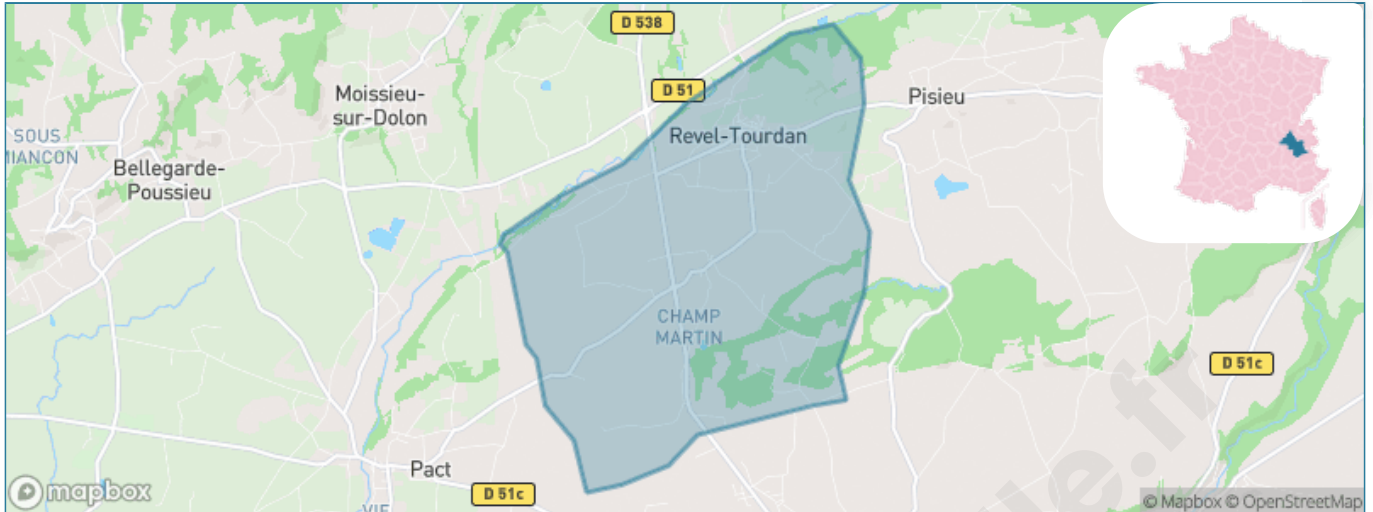 D 538
D 51
Moissieu-
sur-Dolon
Pisieu
Revel-Tourdan
SOUS
MIANCON
Bellegarde-
Poussieu
CHAMP
MARTIN
D 51c
Pact
D 51c
VIE
mapbox
© Mapbox © OpenStreetMap